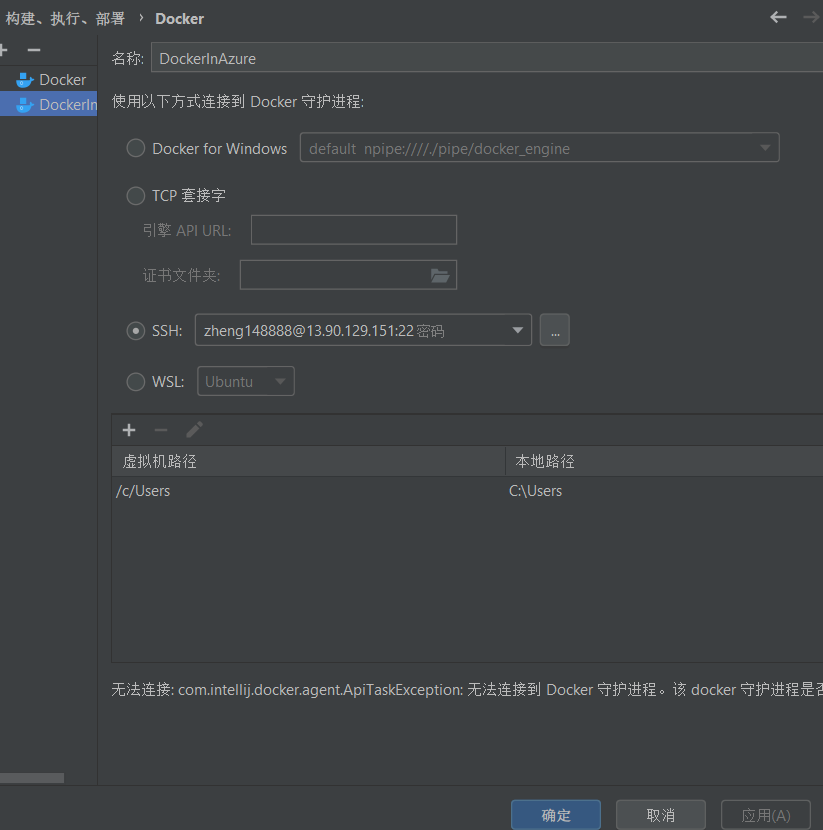 构建、执行、部署 › Docker
名称: DockerInAzure
Docker
DockerIn
使用以下方式连接到 Docker 守护进程:
Docker for Windows default npipe:////./pipe/docker_engine
TCP 套接字
引擎 API URL:
证书文件夹:
SSH: zheng148888@13.90.129.151:22 密码 ...
WSL: Ubuntu
虚拟机路径 本地路径
/c/Users C:\Users
无法连接: com.intellij.docker.agent.ApiTaskException: 无法连接到 Docker 守护进程。该 docker 守护进程是否
确定 取消 应用(A)